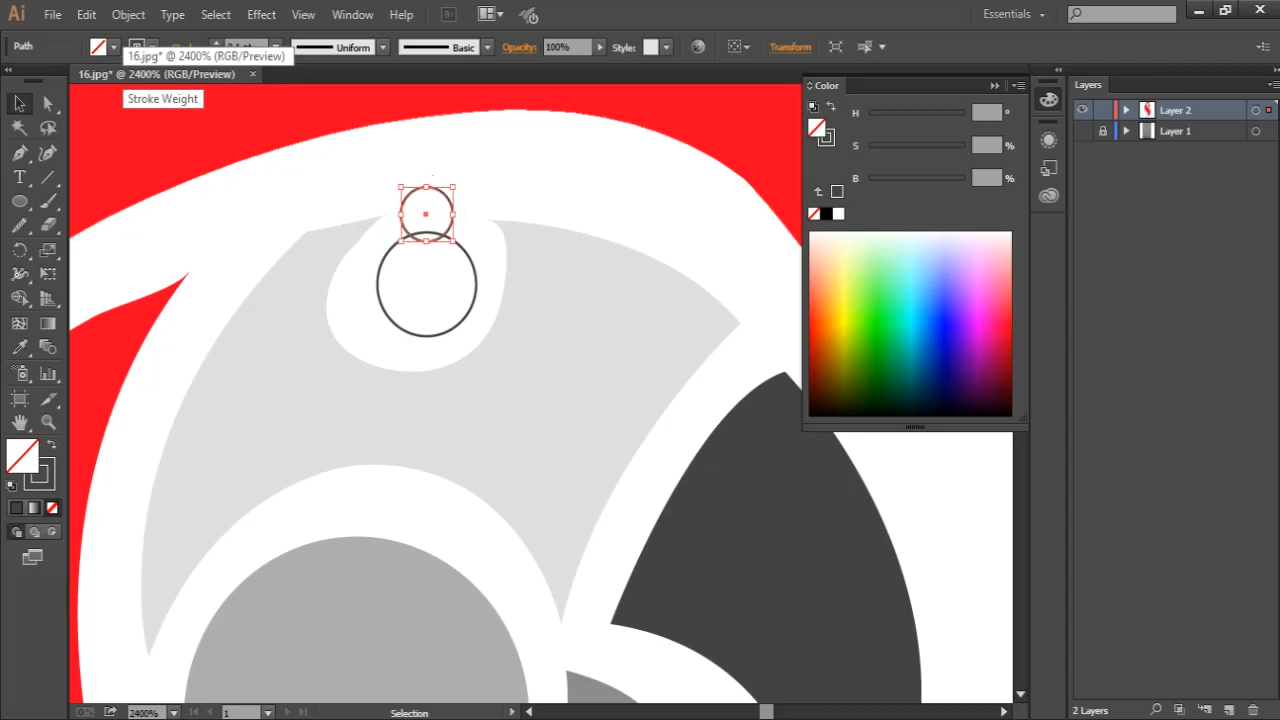 Ai File Edit Object Type Select Effect View Window Help Br Essentials
Path Uniform Basic Opacity: 100% Style: Transform
16.jpg* @ 2400% (RGB/Preview)
16.jpg* @ 2400% (RGB/Preview) ×
Stroke Weight
Color
H °
S %
B %
Layers
Layer 2
Layer 1
2400% 1 Selection
2 Layers